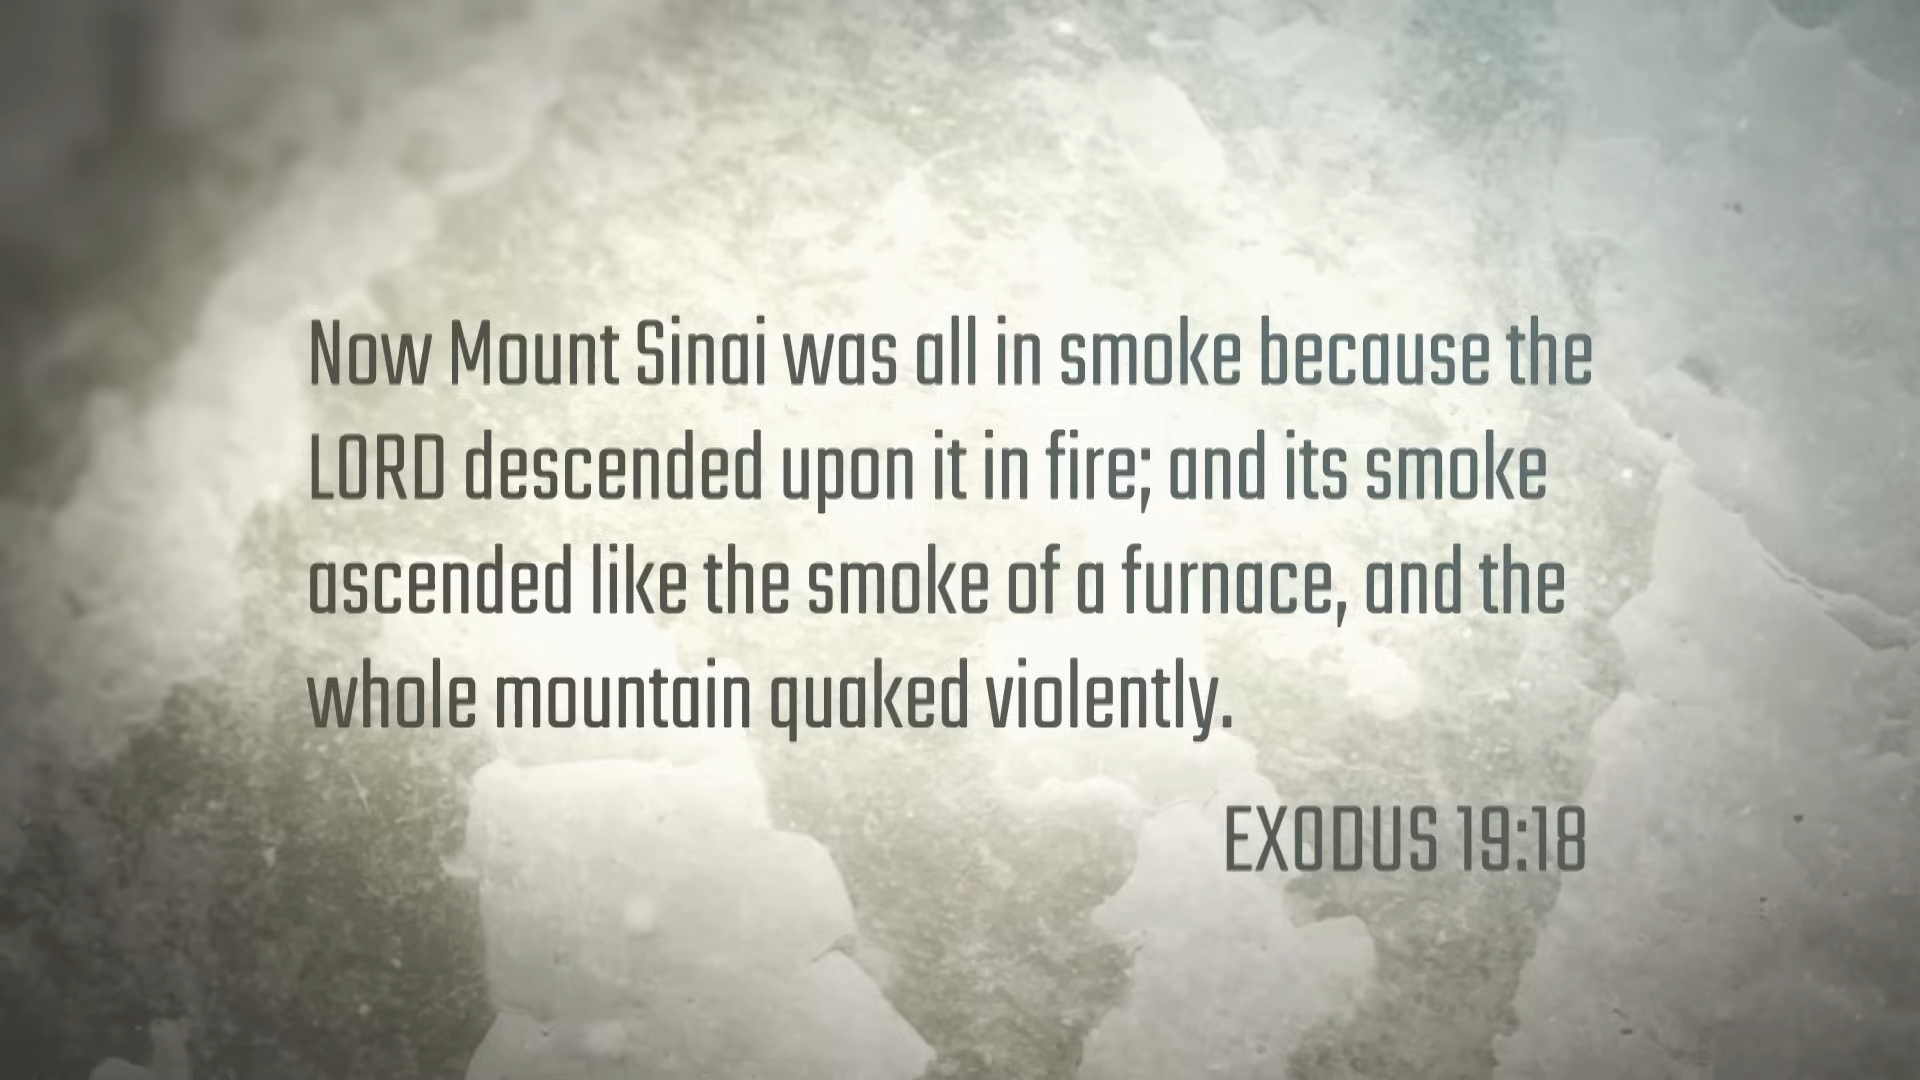 Now Mount Sinai was all in smoke because the
LORD descended upon it in fire; and its smoke
ascended like the smoke of a furnace, and the
whole mountain quaked violently.
EXODUS 19:18